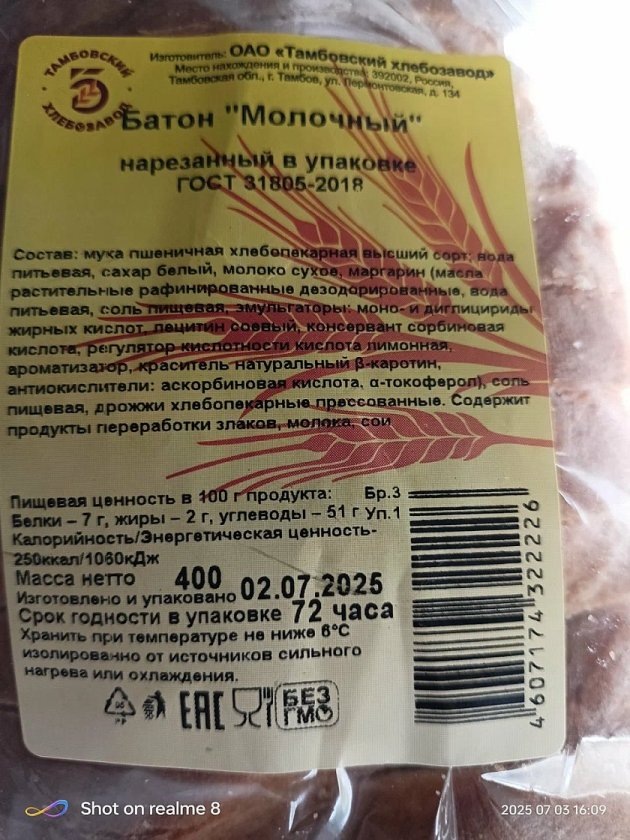 ТАМБОВСКИЙ
ХЛЕБОЗАВОД
Изготовитель: ОАО «Тамбовский хлебозавод»
Место нахождения и производства: 392002, Россия,
Тамбовская обл., г. Тамбов, ул. Лермонтовская, д. 134
Батон "Молочный"
нарезанный в упаковке
ГОСТ 31805-2018
Состав: мука пшеничная хлебопекарная высший сорт; вода
питьевая, сахар белый, молоко сухое, маргарин (масла
растительные рафинированные дезодорированные, вода
питьевая, соль пищевая, эмульгаторы: моно- и диглицириды
жирных кислот, лецитин соевый, консервант сорбиновая
кислота, регулятор кислотности кислота лимонная,
ароматизатор, краситель натуральный β-каротин,
антиокислители: аскорбиновая кислота, α-токоферол), соль
пищевая, дрожжи хлебопекарные прессованные. Содержит
продукты переработки злаков, молока, сои
Пищевая ценность в 100 г продукта: Бр.3
Белки – 7 г, жиры – 2 г, углеводы – 51 г Уп.1
Калорийность/Энергетическая ценность-
250ккал/1060кДж
Масса нетто 400
Изготовлено и упаковано 02.07.2025
Срок годности в упаковке 72 часа
Хранить при температуре не ниже 6°С
изолированно от источников сильного
нагрева или охлаждения.
EAC
БЕЗ
ГМО
4 607174 322226
Shot on realme 8
2025 07 03 16:09